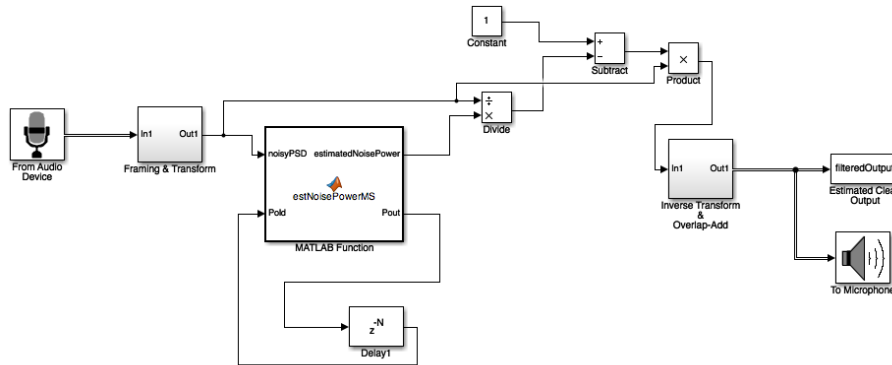 1
Constant
+
−
Subtract
×
Product
From Audio
Device
In1
Out1
Framing & Transform
÷
×
Divide
noisyPSD
estimatedNoisePower
estNoisePowerMS
Pold
Pout
MATLAB Function
z
-N
Delay1
In1
Out1
Inverse Transform
&
Overlap-Add
filteredOutput
Estimated Clea
Output
To Microphone